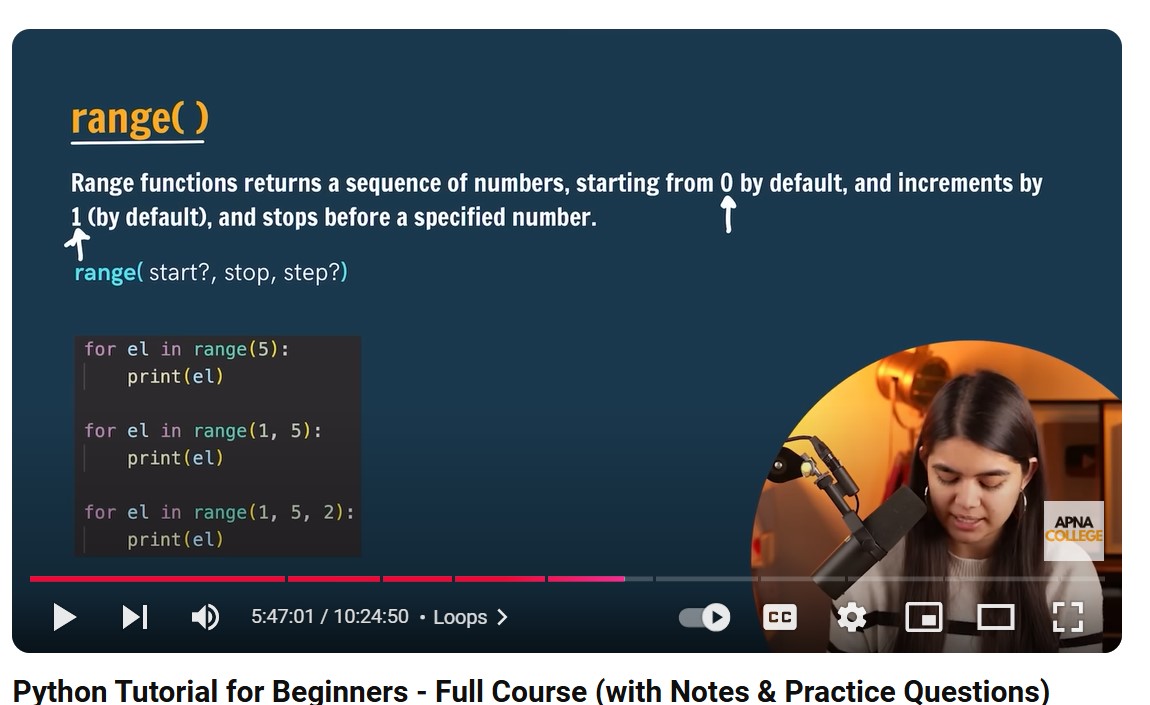 range( )
Range functions returns a sequence of numbers, starting from 0 by default, and increments by
1 (by default), and stops before a specified number.
range( start?, stop, step?)
for el in range(5):
    print(el)
for el in range(1, 5):
    print(el)
for el in range(1, 5, 2):
    print(el)
APNA
COLLEGE
5:47:01 / 10:24:50 • Loops
CC
Python Tutorial for Beginners - Full Course (with Notes & Practice Questions)